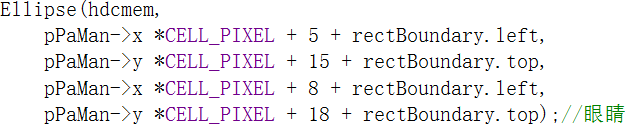 Ellipse(hdcmem,
pPaMan->x *CELL_PIXEL + 5 + rectBoundary.left,
pPaMan->y *CELL_PIXEL + 15 + rectBoundary.top,
pPaMan->x *CELL_PIXEL + 8 + rectBoundary.left,
pPaMan->y *CELL_PIXEL + 18 + rectBoundary.top);//眼睛